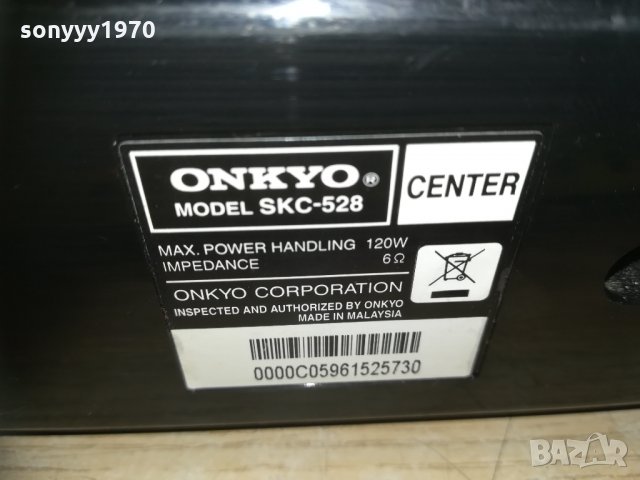 sonyyy1970
ONKYO®
MODEL SKC-528
CENTER
MAX. POWER HANDLING 120W
IMPEDANCE 6Ω
ONKYO CORPORATION
INSPECTED AND AUTHORIZED BY ONKYO
MADE IN MALAYSIA
0000C05961525730
BAZAR